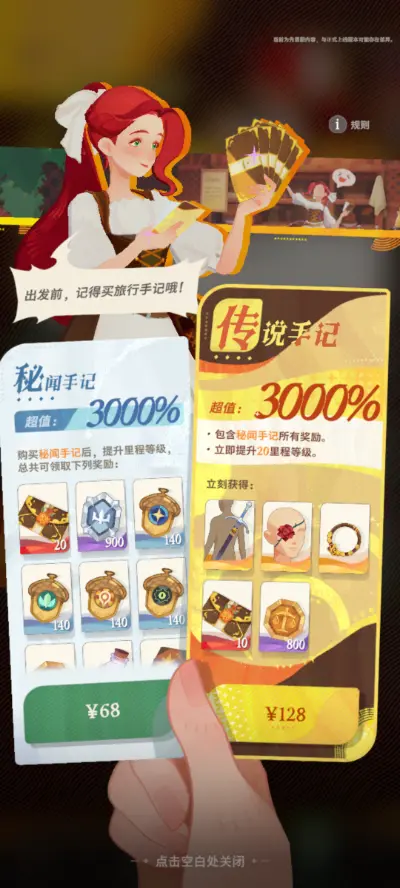 规则
出发前，记得买旅行手记哦！
传说手记
秘闻手记
超值： 3000%
超值： 3000%
·包含秘闻手记所有奖励。
·立即提升20里程等级。
购买秘闻手记后，提升里程等级，
总共可领取下列奖励：
立刻获得：
20
900
140
140
140
140
10
800
¥68
¥128
点击空白处关闭